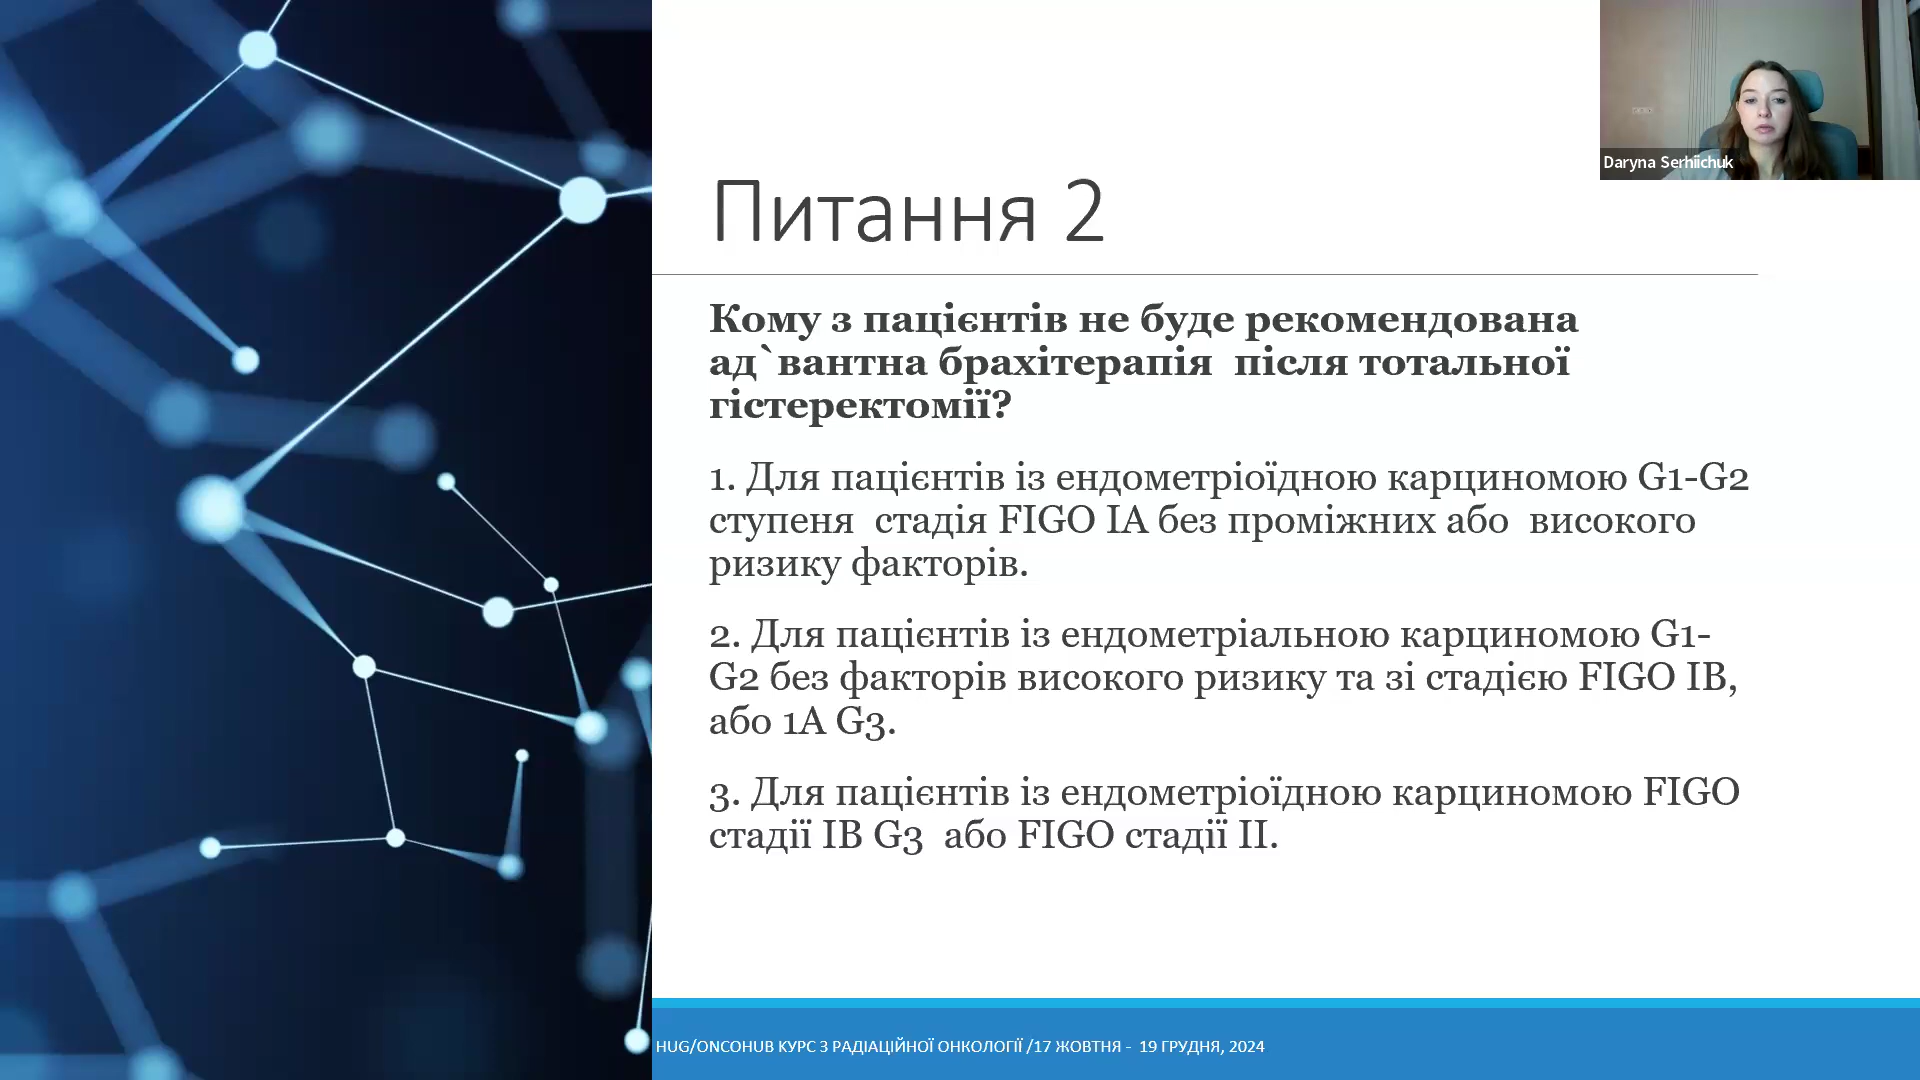 Daryna Serhiichuk
Питання 2
Кому з пацієнтів не буде рекомендована
ад`вантна брахітерапія після тотальної
гістеректомії?
1. Для пацієнтів із ендометріоїдною карциномою G1-G2
ступеня стадія FIGO IA без проміжних або високого
ризику факторів.
2. Для пацієнтів із ендометріальною карциномою G1-
G2 без факторів високого ризику та зі стадією FIGO IB,
або 1A G3.
3. Для пацієнтів із ендометріоїдною карциномою FIGO
стадії IB G3 або FIGO стадії II.
HUG/ONCOHUB КУРС З РАДІАЦІЙНОЇ ОНКОЛОГІЇ /17 ЖОВТНЯ - 19 ГРУДНЯ, 2024